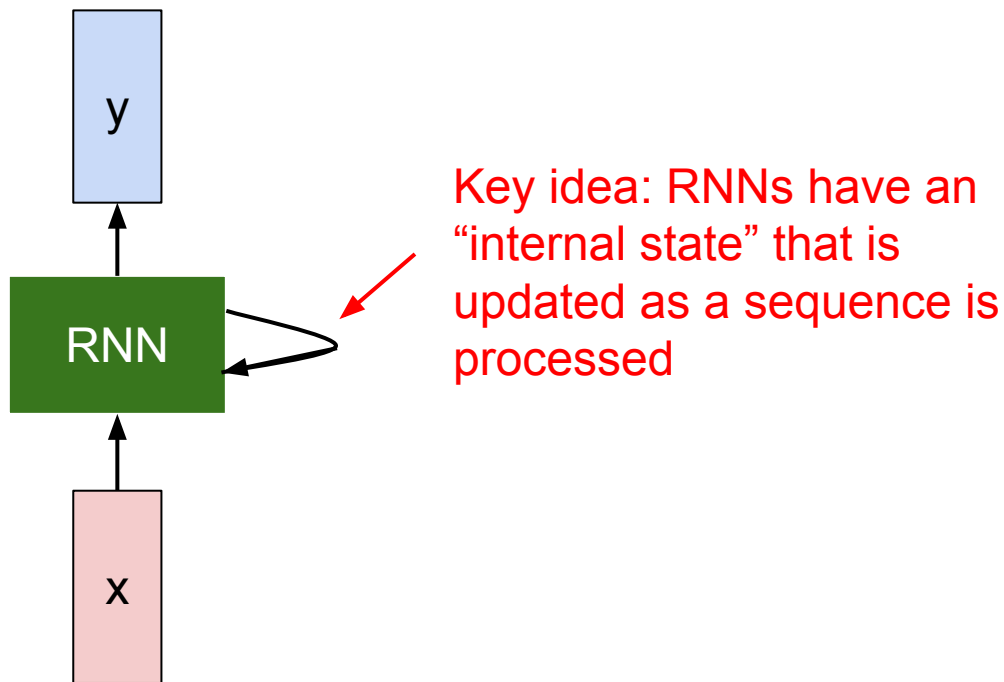 y
Key idea: RNNs have an
“internal state” that is
updated as a sequence is
processed
RNN
x